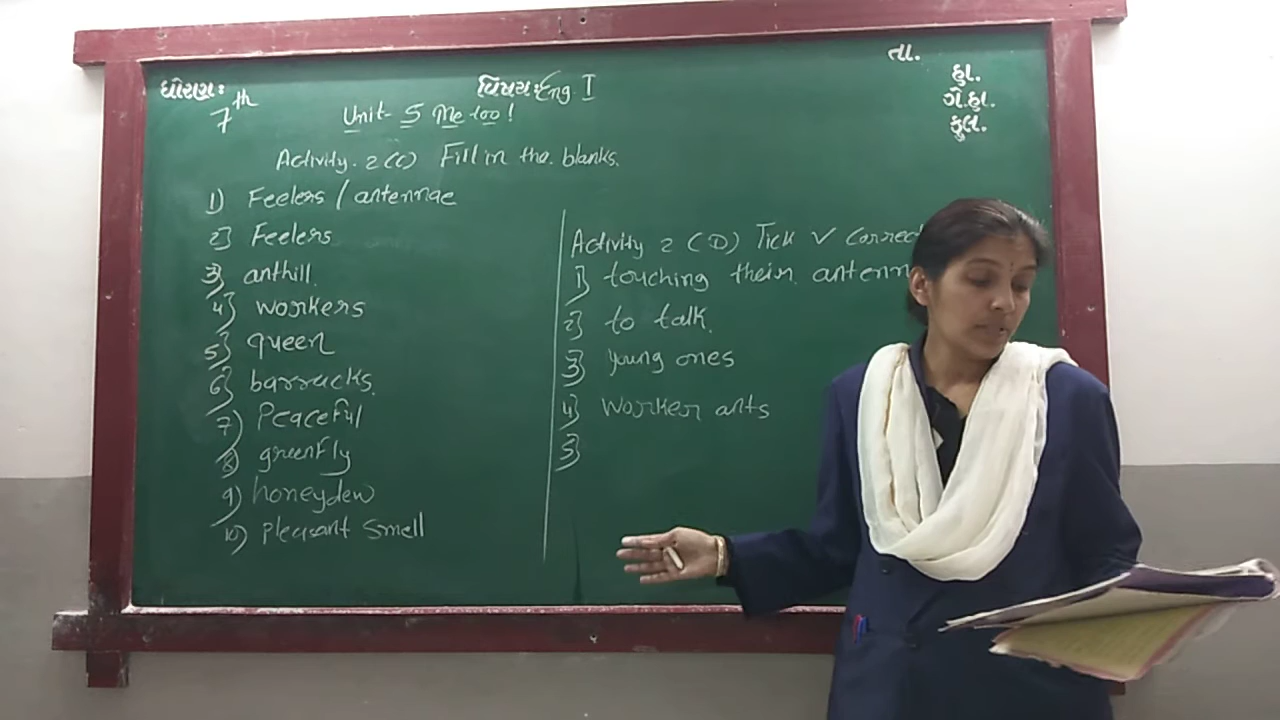 ધોરણ: 7th
વિષય: Eng. I
તા.
હા.
ગે.હા.
કુલ.
Unit- 5 Me too!
Activity. 2 (C) Fill in the blanks.
1) Feelers / antennae
2) Feelers
3) anthill.
4) workers
5) queen
6) barracks.
7) Peaceful
8) greenfly
9) honeydew
10) Pleasant smell
Activity 2 (D) Tick √ Correc
1) touching their antenn
2) to talk.
3) young ones
4) Worker ants
5)